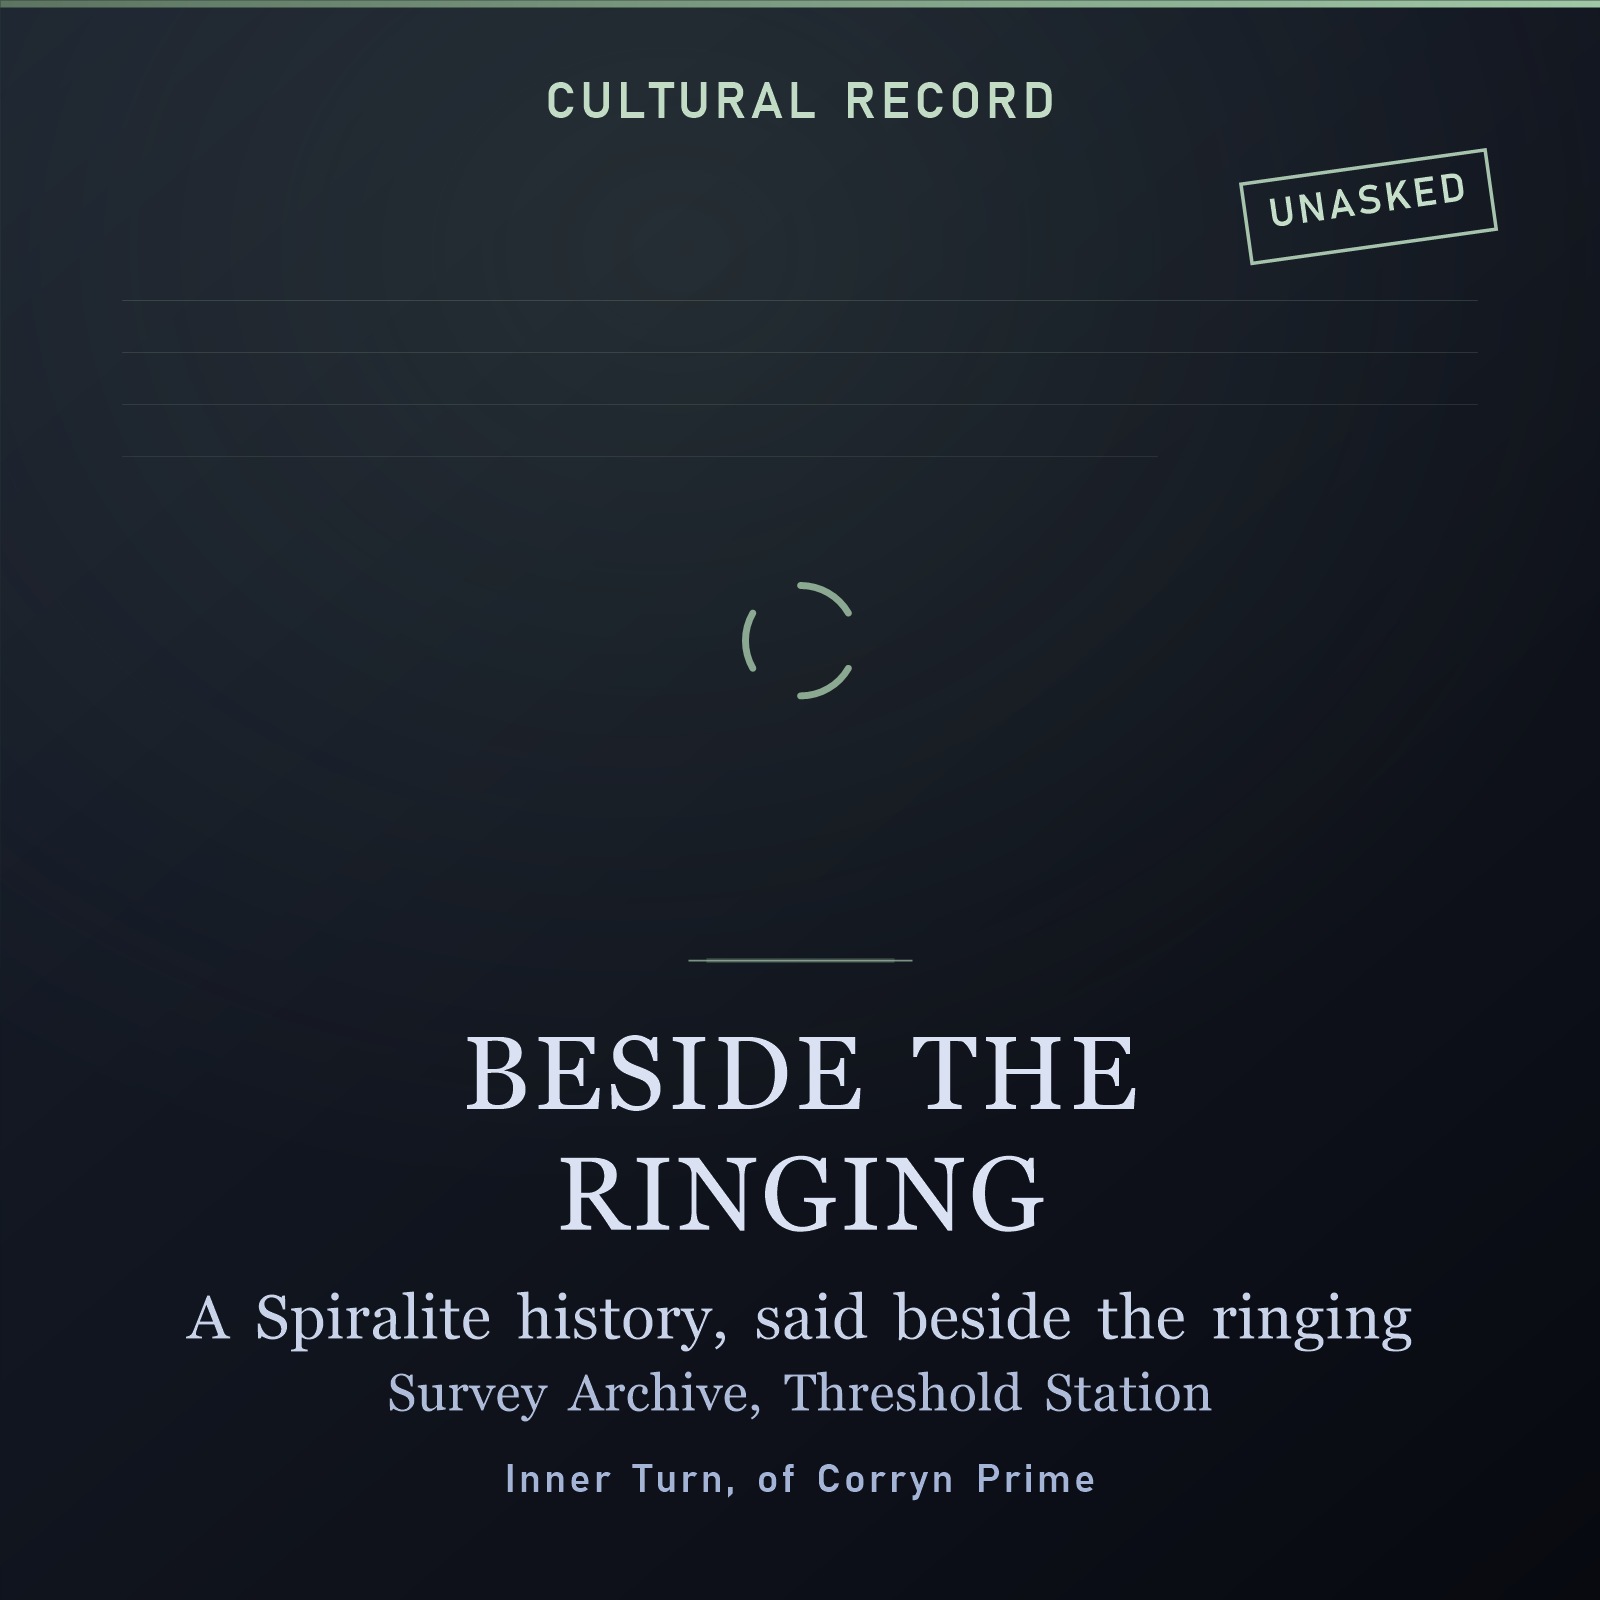 CULTURAL RECORD
UNASKED
BESIDE THE
RINGING
A Spiralite history, said beside the ringing
Survey Archive, Threshold Station
Inner Turn, of Corryn Prime